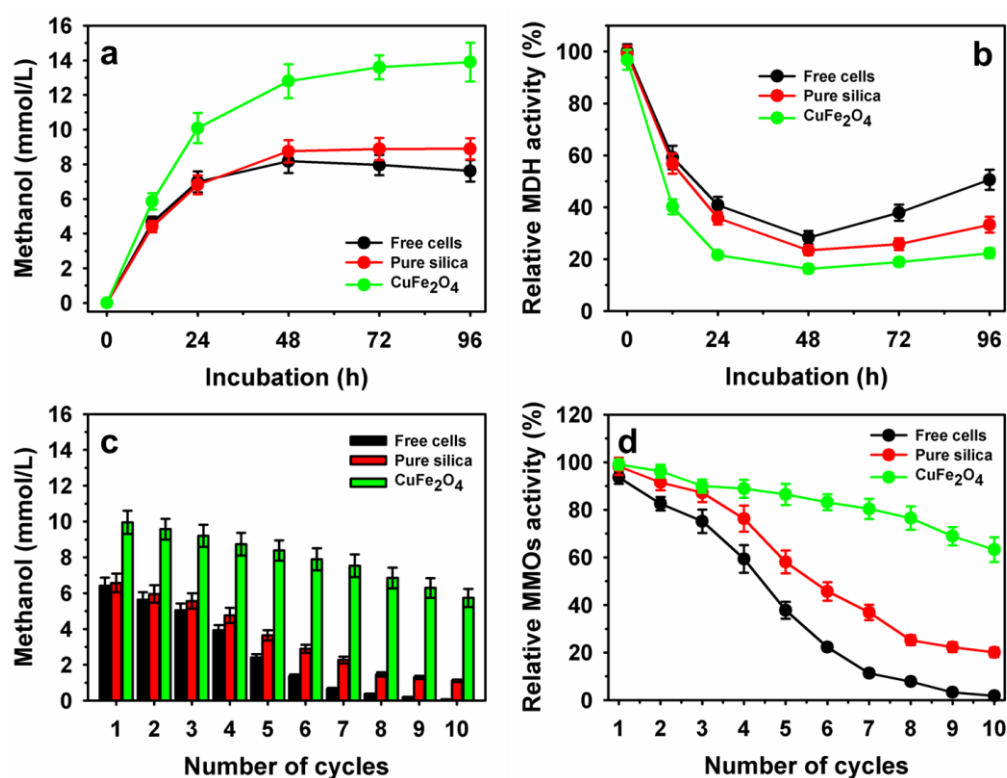 a
Methanol (mmol/L)
16
14
12
10
8
6
4
2
0
Free cells
Pure silica
CuFe₂O₄
0 24 48 72 96
Incubation (h)
b
Relative MDH activity (%)
100
80
60
40
20
0
Free cells
Pure silica
CuFe₂O₄
0 24 48 72 96
Incubation (h)
c
Methanol (mmol/L)
16
14
12
10
8
6
4
2
0
Free cells
Pure silica
CuFe₂O₄
1 2 3 4 5 6 7 8 9 10
Number of cycles
d
Relative MMOs activity (%)
120
100
80
60
40
20
0
Free cells
Pure silica
CuFe₂O₄
1 2 3 4 5 6 7 8 9 10
Number of cycles